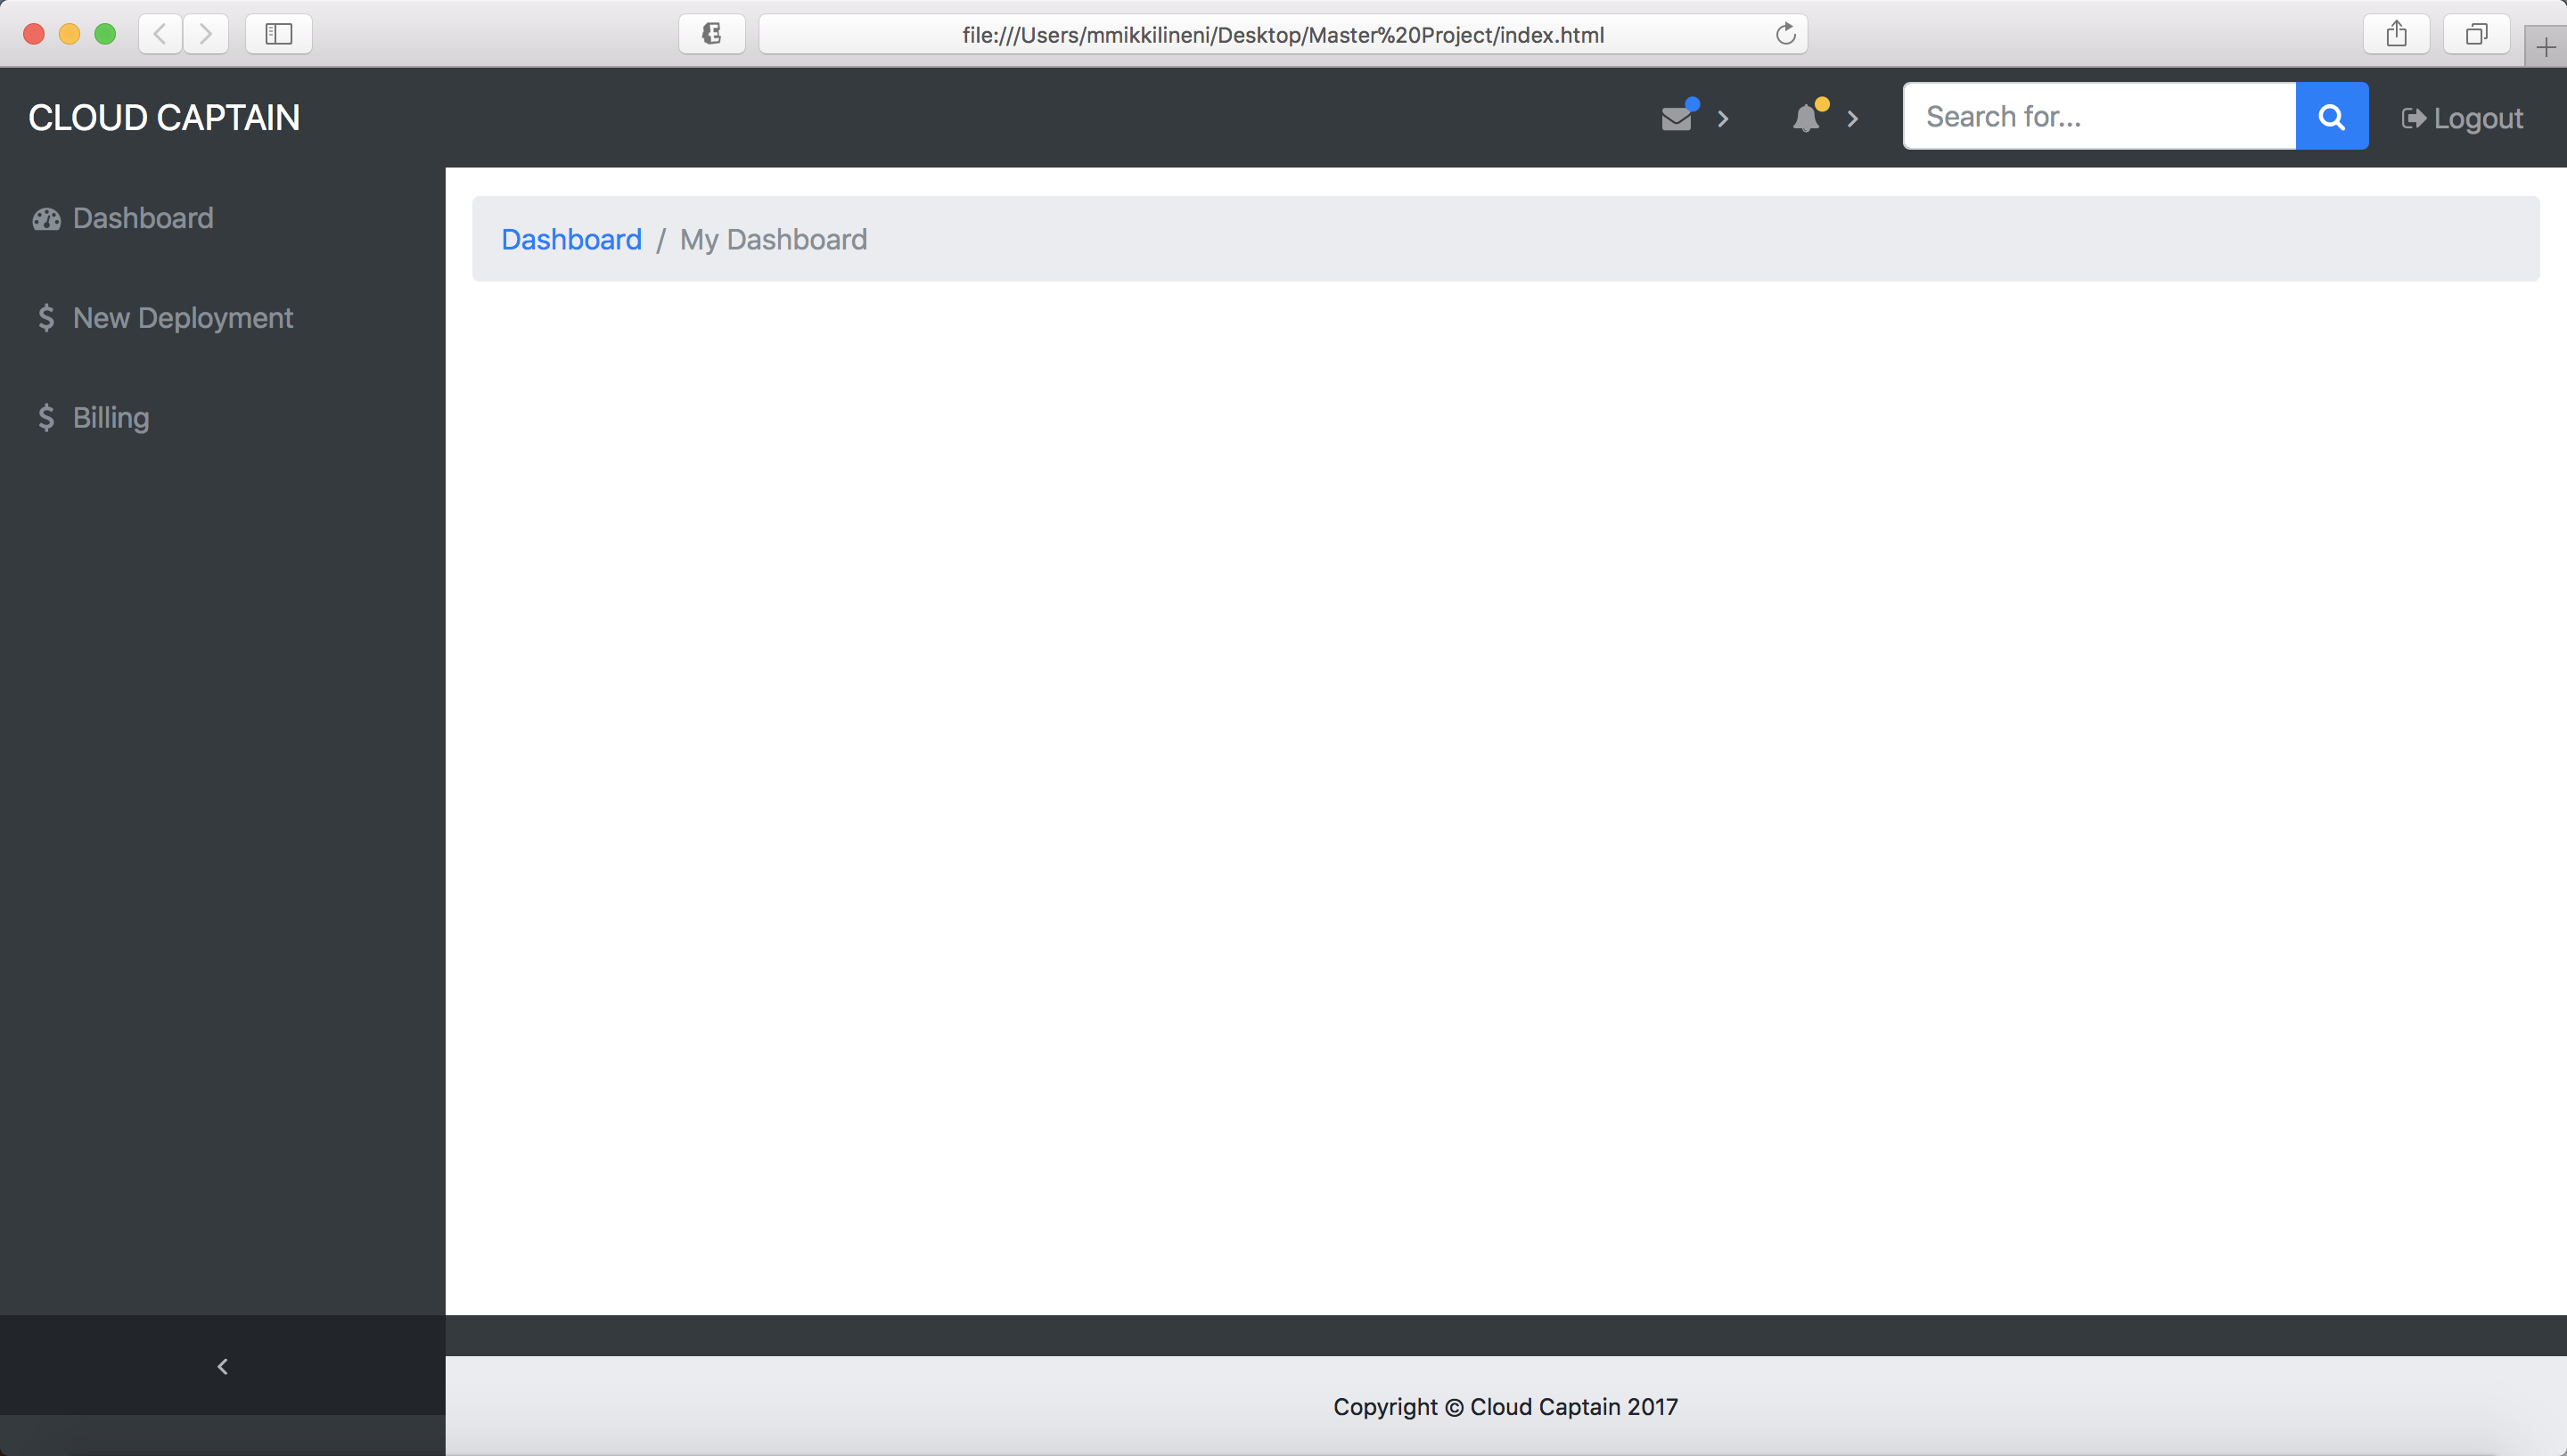 file:///Users/mmikkilineni/Desktop/Master%20Project/index.html
CLOUD CAPTAIN
Search for...
Logout
Dashboard
New Deployment
Billing
Dashboard / My Dashboard
Copyright © Cloud Captain 2017